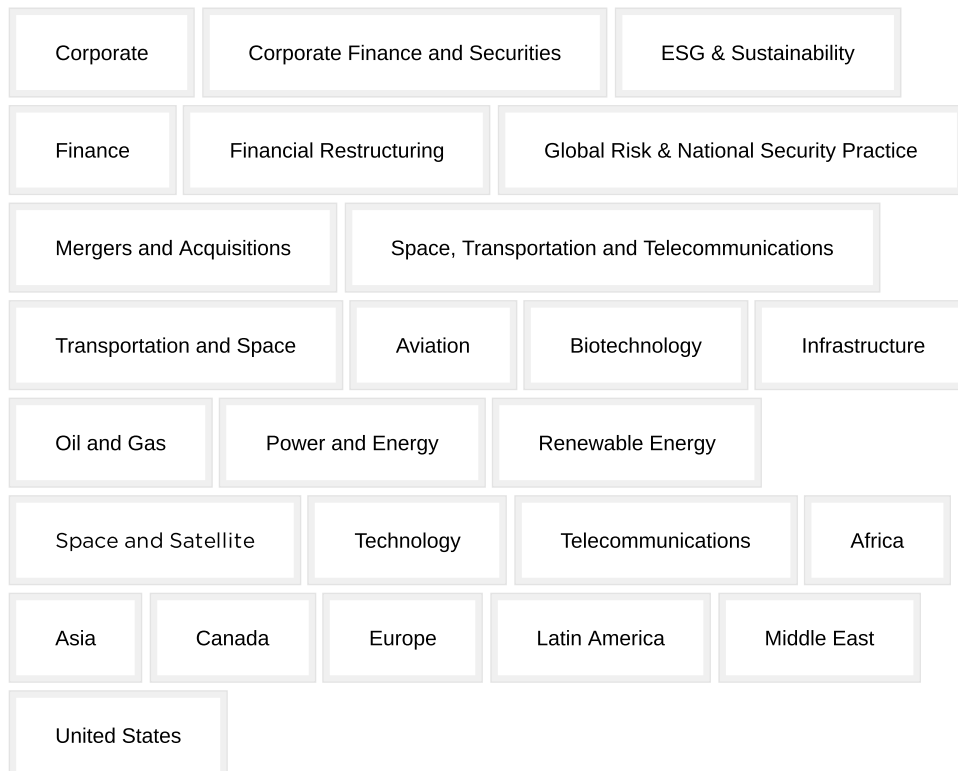 Corporate Corporate Finance and Securities ESG & Sustainability
Finance Financial Restructuring Global Risk & National Security Practice
Mergers and Acquisitions Space, Transportation and Telecommunications
Transportation and Space Aviation Biotechnology Infrastructure
Oil and Gas Power and Energy Renewable Energy
Space and Satellite Technology Telecommunications Africa
Asia Canada Europe Latin America Middle East
United States